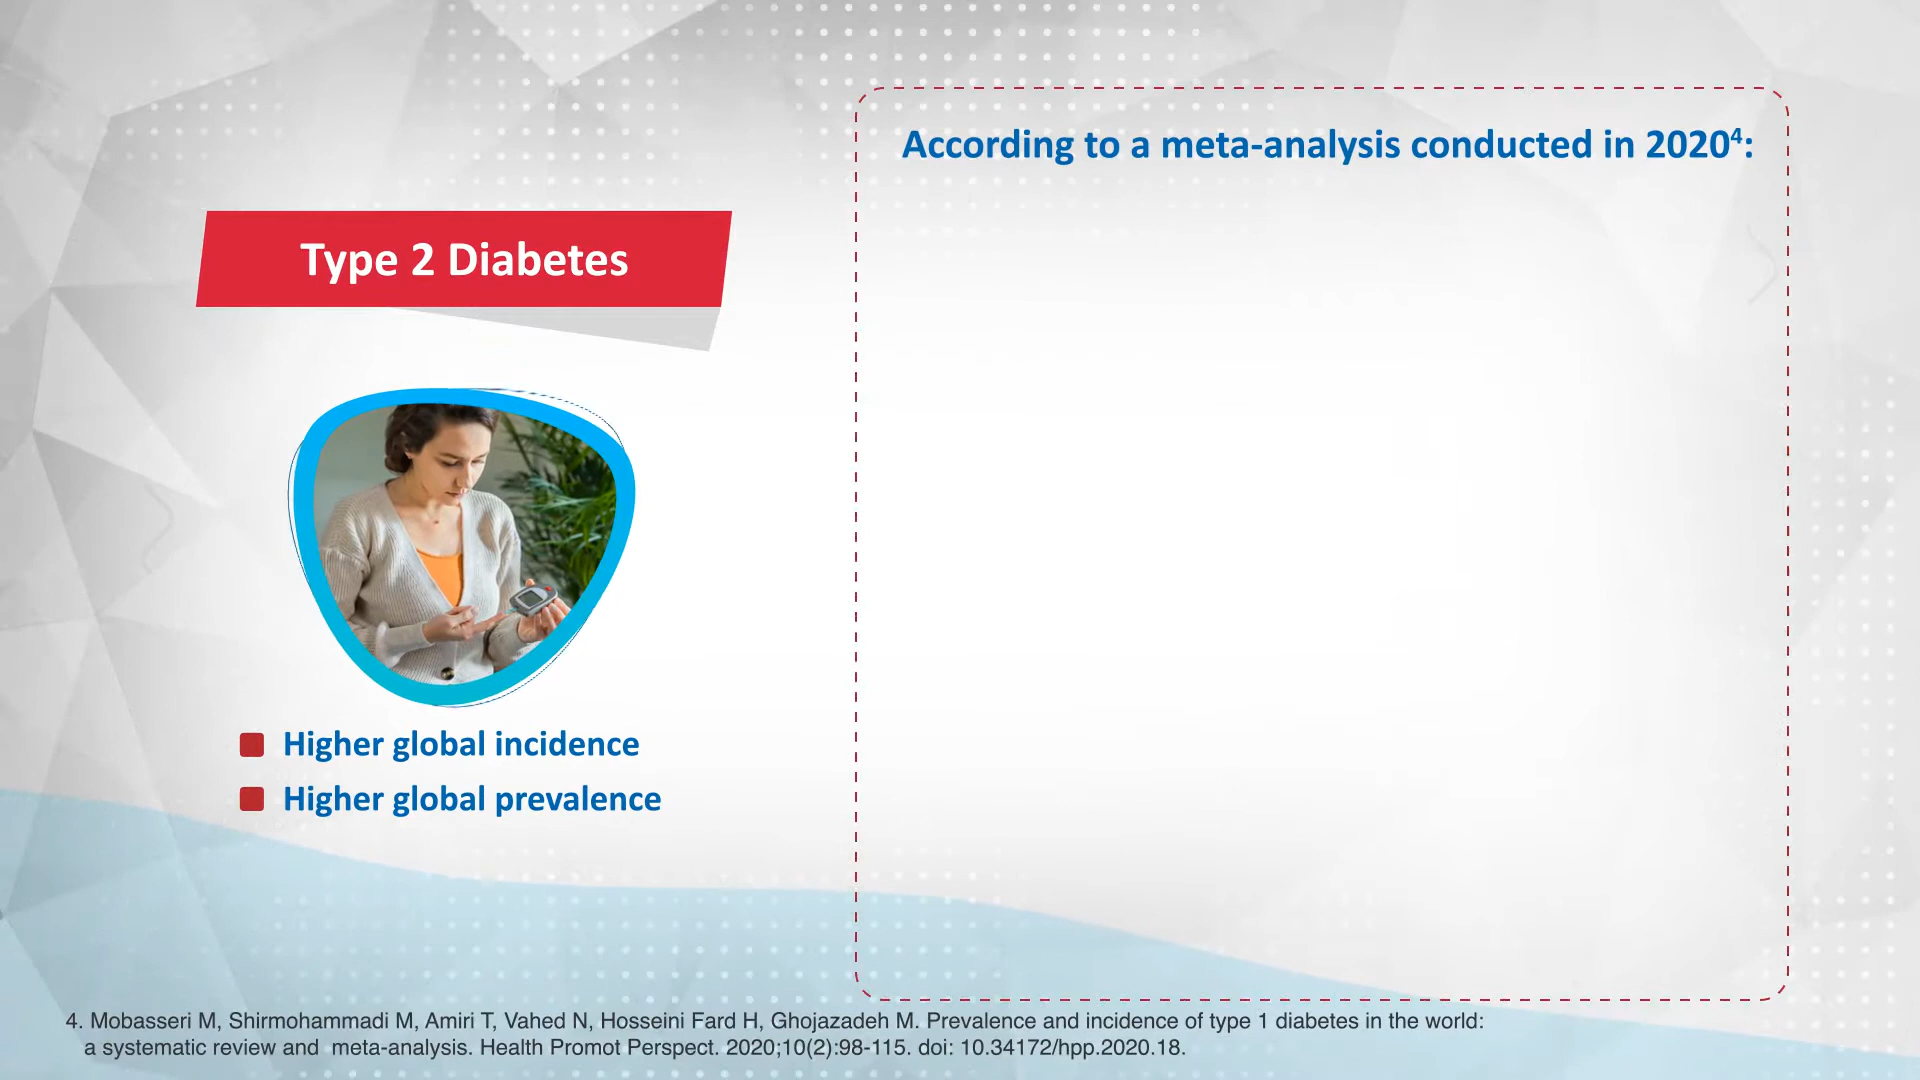 Type 2 Diabetes
Higher global incidence
Higher global prevalence
According to a meta-analysis conducted in 2020⁴:
4. Mobasseri M, Shirmohammadi M, Amiri T, Vahed N, Hosseini Fard H, Ghojazadeh M. Prevalence and incidence of type 1 diabetes in the world:
a systematic review and  meta-analysis. Health Promot Perspect. 2020;10(2):98-115. doi: 10.34172/hpp.2020.18.